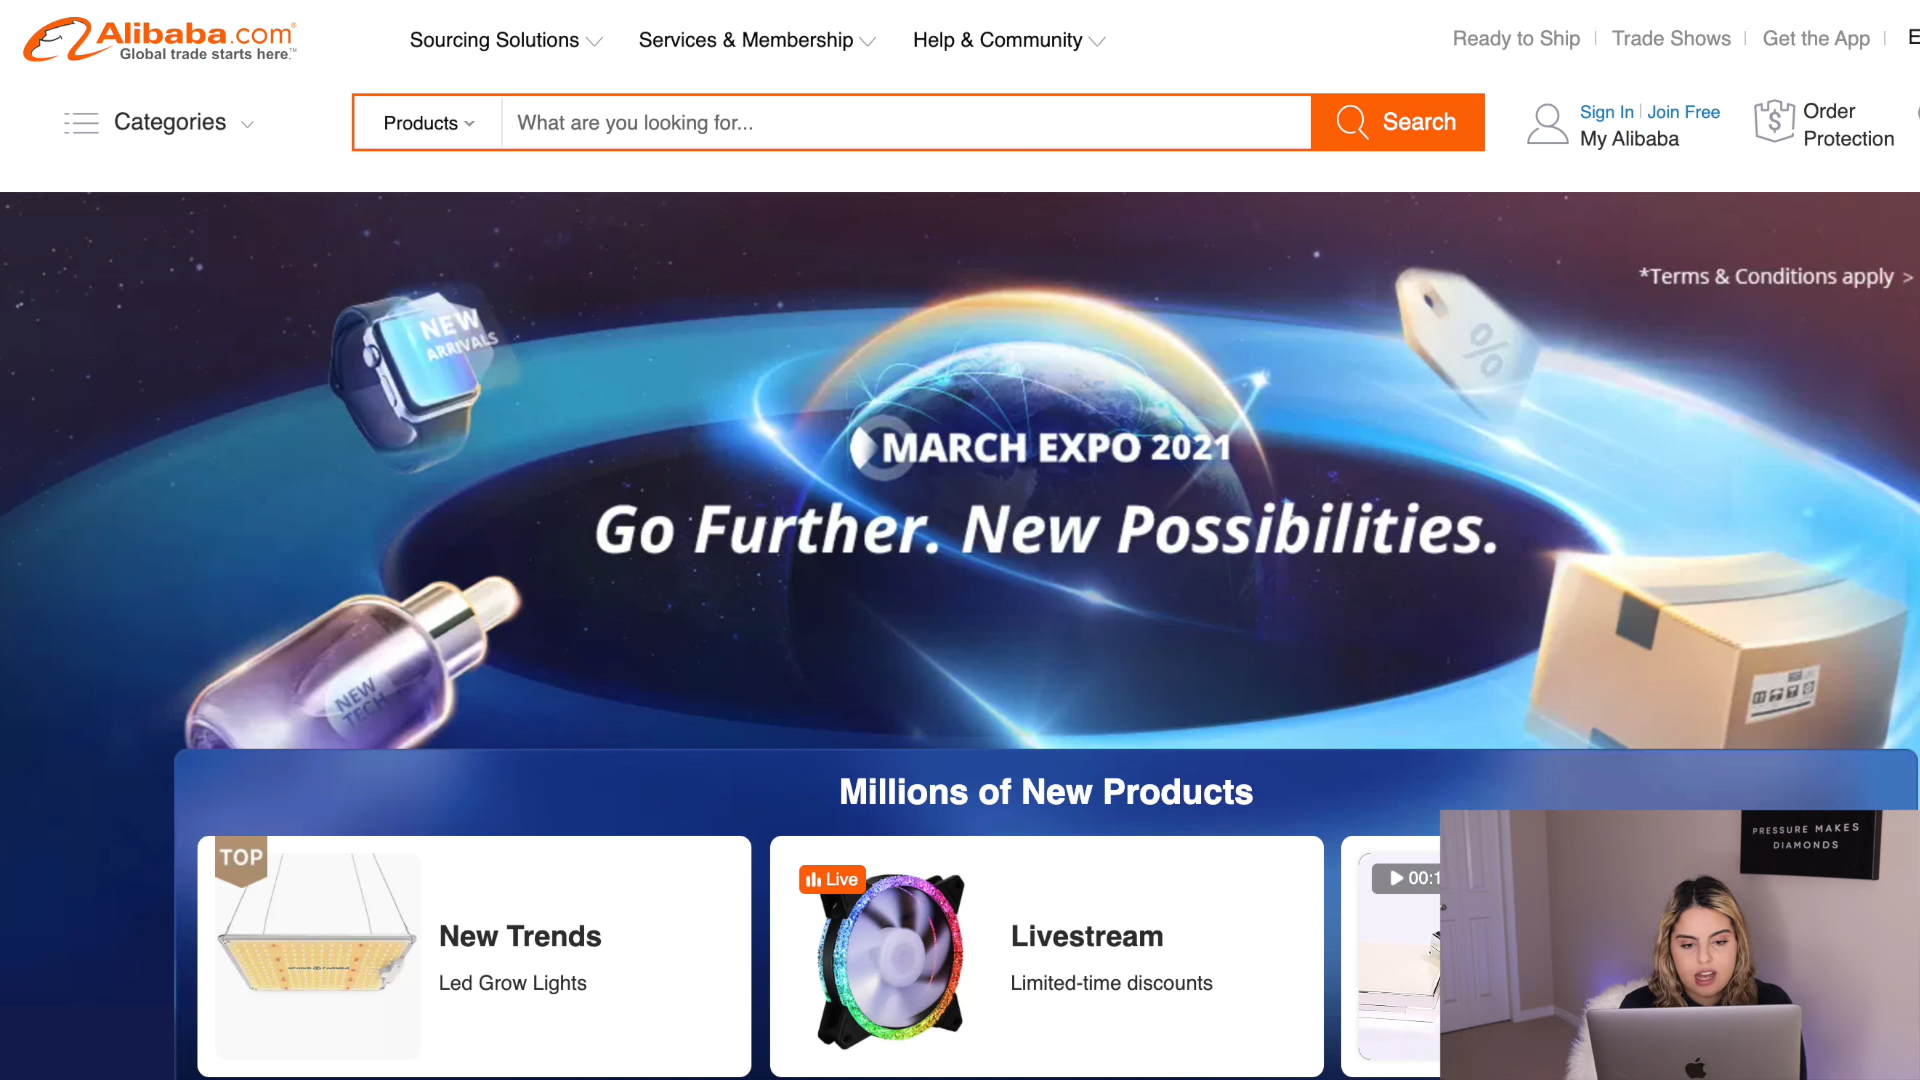 Alibaba.com
Global trade starts here.™
Sourcing Solutions
Services & Membership
Help & Community
Ready to Ship
Trade Shows
Get the App
E
Categories
Products
What are you looking for...
Search
Sign In
Join Free
My Alibaba
Order
Protection
*Terms & Conditions apply >
NEW
ARRIVALS
%
MARCH EXPO 2021
Go Further. New Possibilities.
NEW
TECH
Millions of New Products
TOP
New Trends
Led Grow Lights
Live
Livestream
Limited-time discounts
00:1
PRESSURE MAKES
DIAMONDS